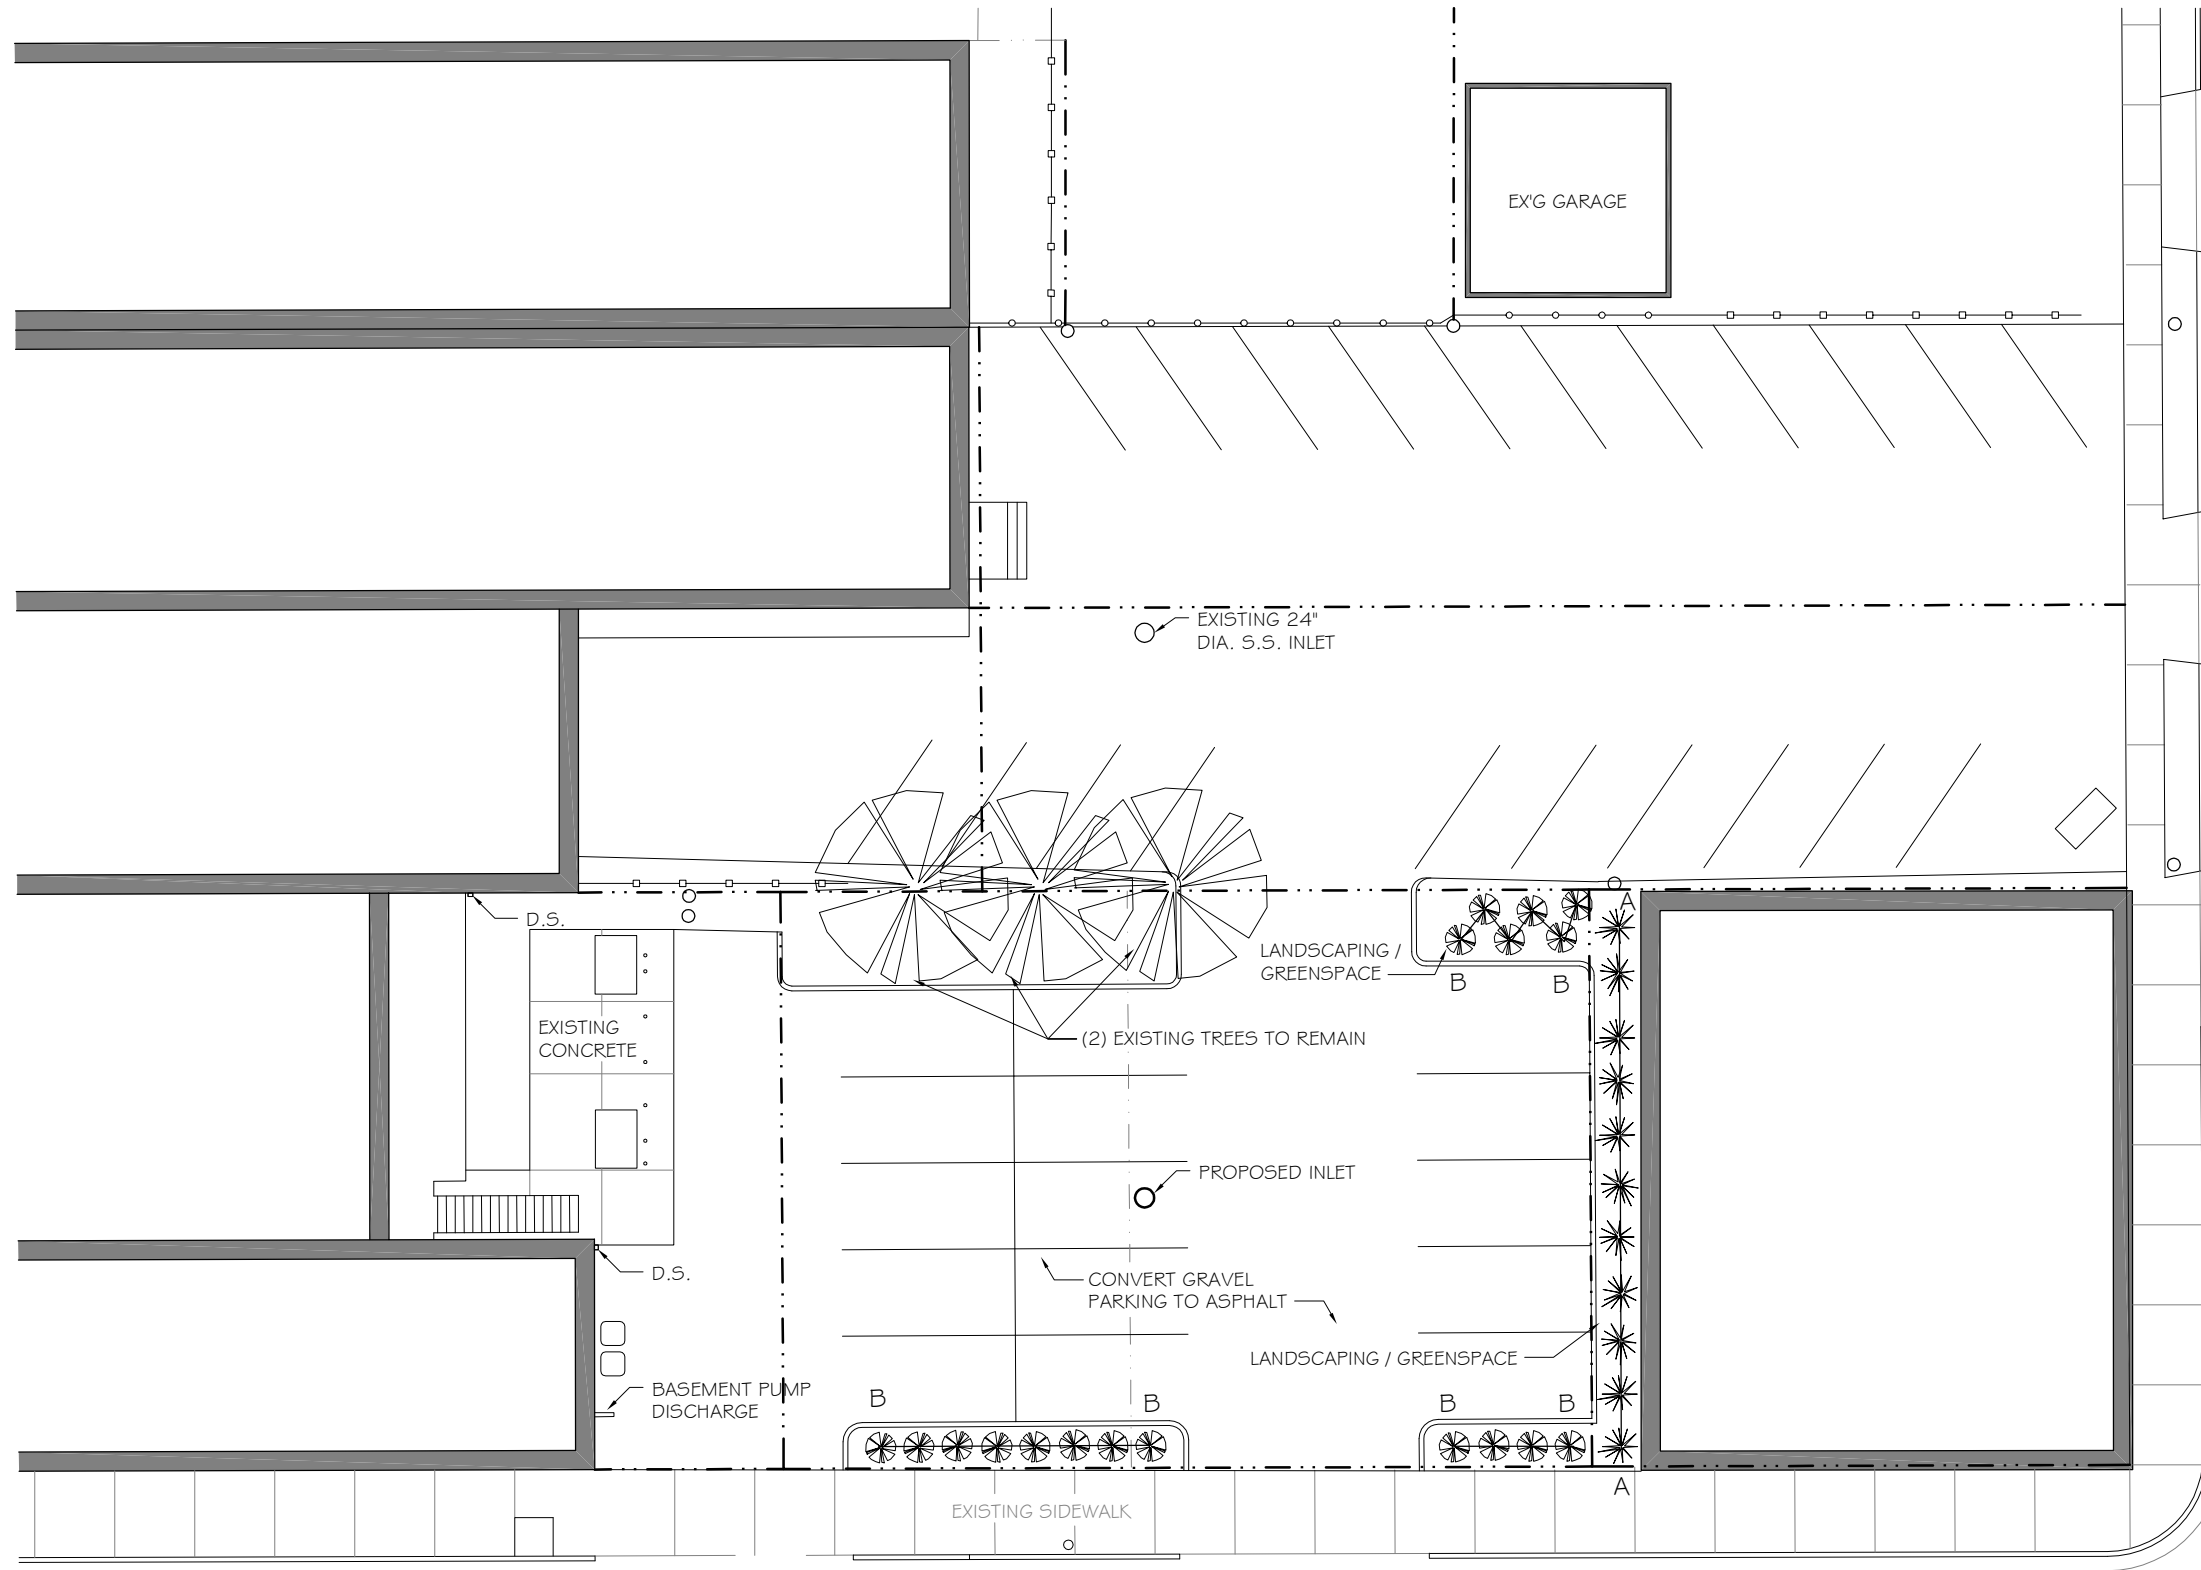 EX'G GARAGE
EXISTING 24"
DIA. S.S. INLET
A
D.S.
LANDSCAPING /
GREENSPACE
B
B
EXISTING
CONCRETE
(2) EXISTING TREES TO REMAIN
PROPOSED INLET
D.S.
CONVERT GRAVEL
PARKING TO ASPHALT
LANDSCAPING / GREENSPACE
BASEMENT PUMP
DISCHARGE
B
B
B
B
A
EXISTING SIDEWALK